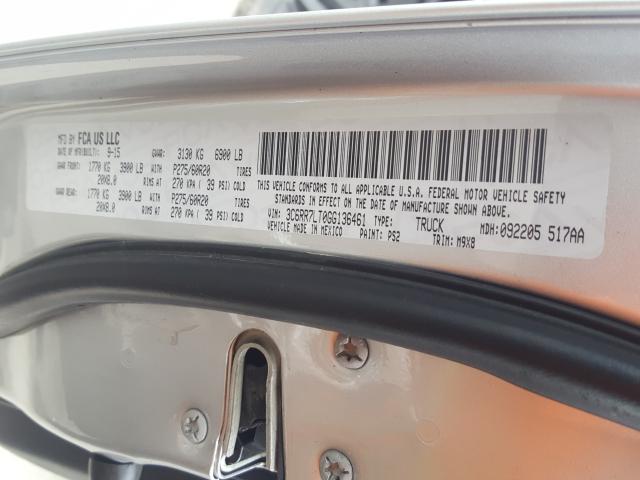 MFG BY FCA US LLC
DATE OF MFR(BUILT): 9-15 GVWR: 3130 KG 6900 LB
GAWR FRONT: 1770 KG 3900 LB WITH P275/60R20 TIRES
20X8.0 RIMS AT 270 KPA ( 39 PSI) COLD
GAWR REAR: 1770 KG 3900 LB WITH P275/60R20 TIRES
20X8.0 RIMS AT 270 KPA ( 39 PSI) COLD
THIS VEHICLE CONFORMS TO ALL APPLICABLE U.S.A. FEDERAL MOTOR VEHICLE SAFETY
STANDARDS IN EFFECT ON THE DATE OF MANUFACTURE SHOWN ABOVE.
VIN: 3C6RR7LT0GG136461 TYPE: TRUCK MDH:092205 517AA
VEHICLE MADE IN MEXICO PAINT: PS2 TRIM: M9X8